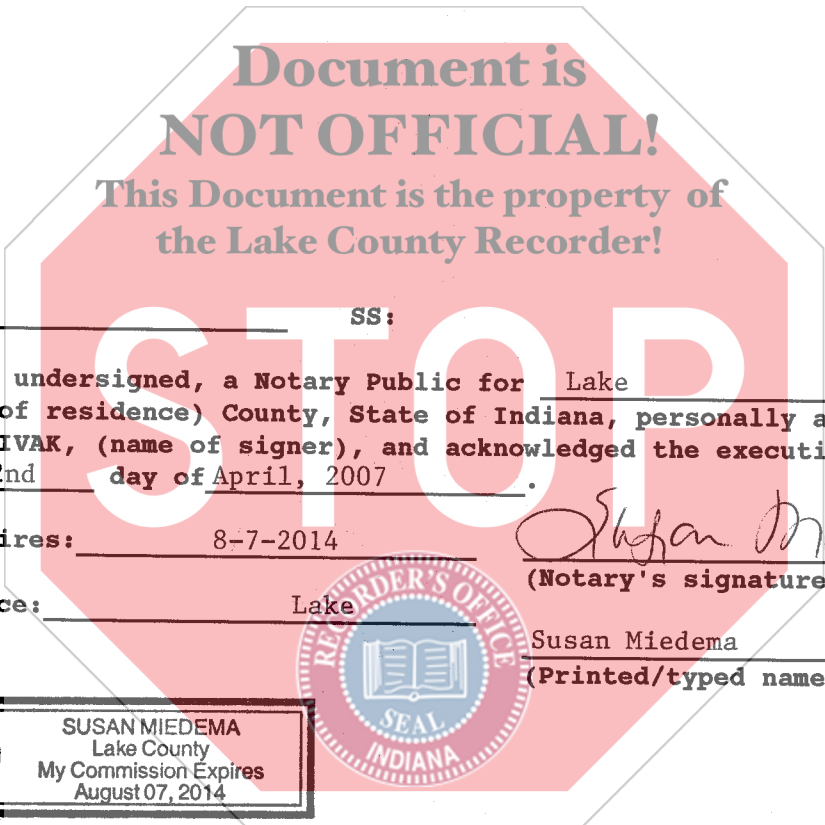 Document is
NOT OFFICIAL!
This Document is the property of
the Lake County Recorder!
STOP
SS:
undersigned, a Notary Public for Lake
of residence) County, State of Indiana, personally a
IVAK, (name of signer), and acknowledged the executi
2nd day of April, 2007.
ires: 8-7-2014
Susan M
(Notary's signature
ce: Lake
Susan Miedema
(Printed/typed name
RECORDER'S OFFICE
SEAL
INDIANA
SUSAN MIEDEMA
Lake County
My Commission Expires
August 07, 2014